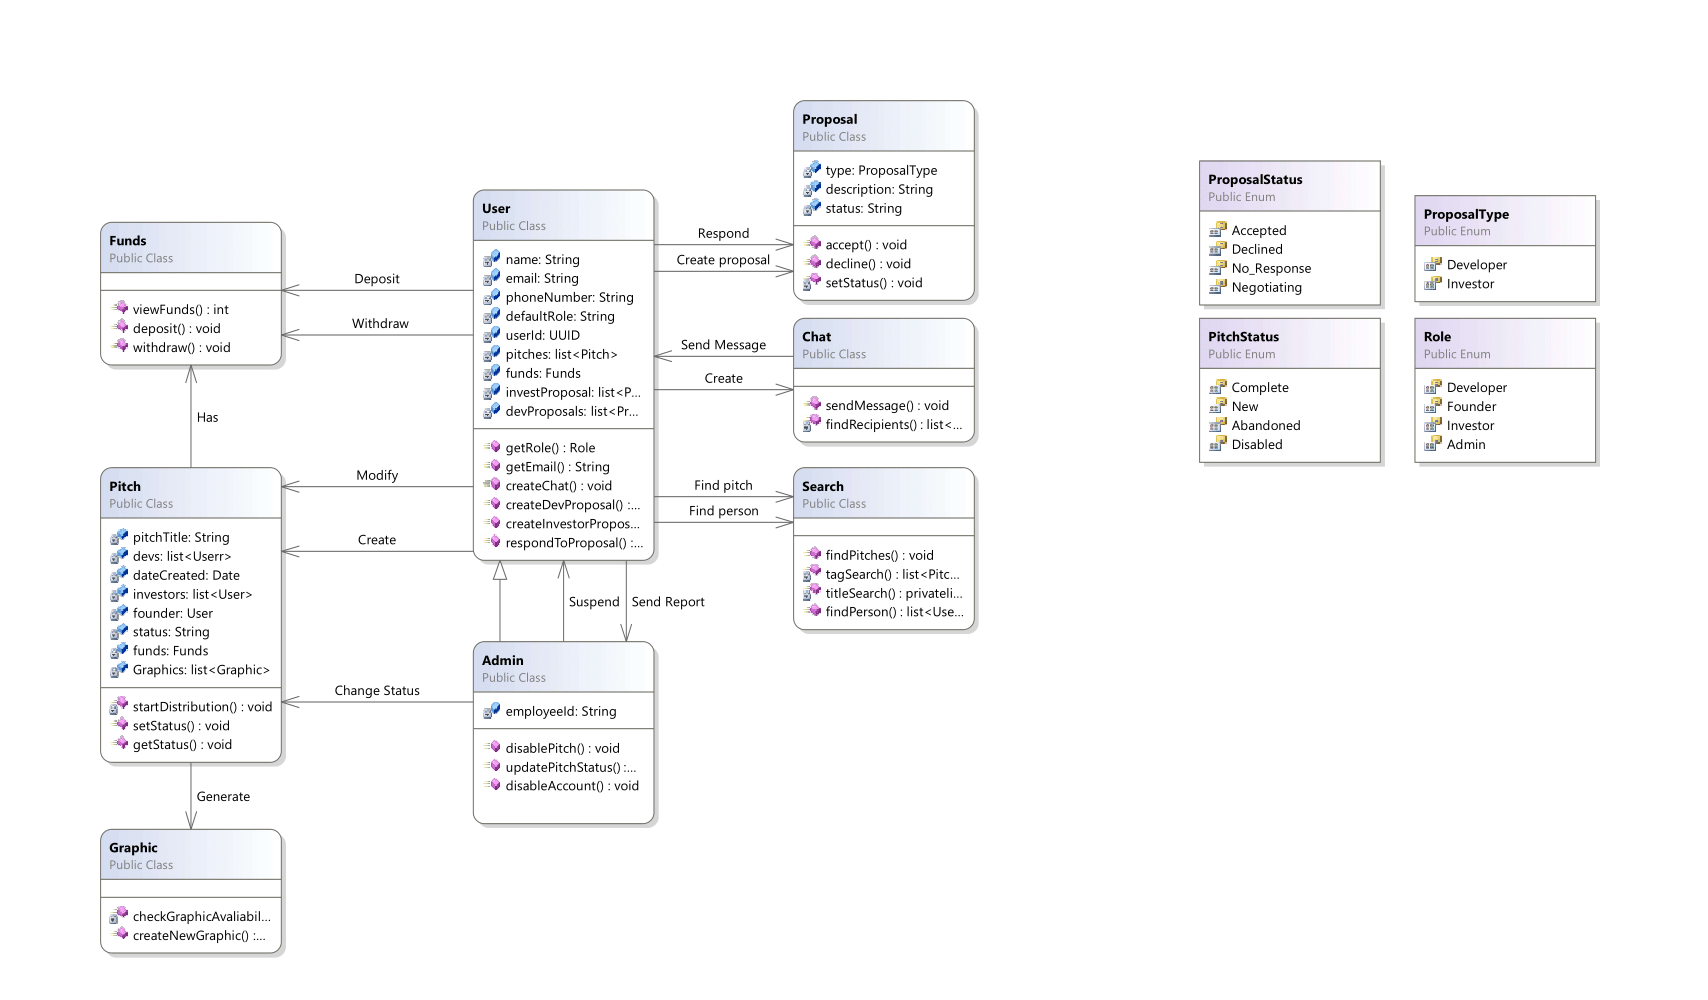 Funds
Public Class
viewFunds() : int
deposit() : void
withdraw() : void
Has
Pitch
Public Class
pitchTitle: String
devs: list<Userr>
dateCreated: Date
investors: list<User>
founder: User
status: String
funds: Funds
Graphics: list<Graphic>
startDistribution() : void
setStatus() : void
getStatus() : void
Generate
Graphic
Public Class
checkGraphicAvaliabil...
createNewGraphic() :...
Deposit
Withdraw
Modify
Create
Change Status
User
Public Class
name: String
email: String
phoneNumber: String
defaultRole: String
userId: UUID
pitches: list<Pitch>
funds: Funds
investProposal: list<P...
devProposals: list<Pr...
getRole() : Role
getEmail() : String
createChat() : void
createDevProposal() :...
createInvestorPropos...
respondToProposal() :...
Suspend
Send Report
Admin
Public Class
employeeId: String
disablePitch() : void
updatePitchStatus() :...
disableAccount() : void
Respond
Create proposal
Send Message
Create
Find pitch
Find person
Proposal
Public Class
type: ProposalType
description: String
status: String
accept() : void
decline() : void
setStatus() : void
Chat
Public Class
sendMessage() : void
findRecipients() : list<...
Search
Public Class
findPitches() : void
tagSearch() : list<Pitc...
titleSearch() : privateli...
findPerson() : list<Use...
ProposalStatus
Public Enum
Accepted
Declined
No_Response
Negotiating
ProposalType
Public Enum
Developer
Investor
PitchStatus
Public Enum
Complete
New
Abandoned
Disabled
Role
Public Enum
Developer
Founder
Investor
Admin